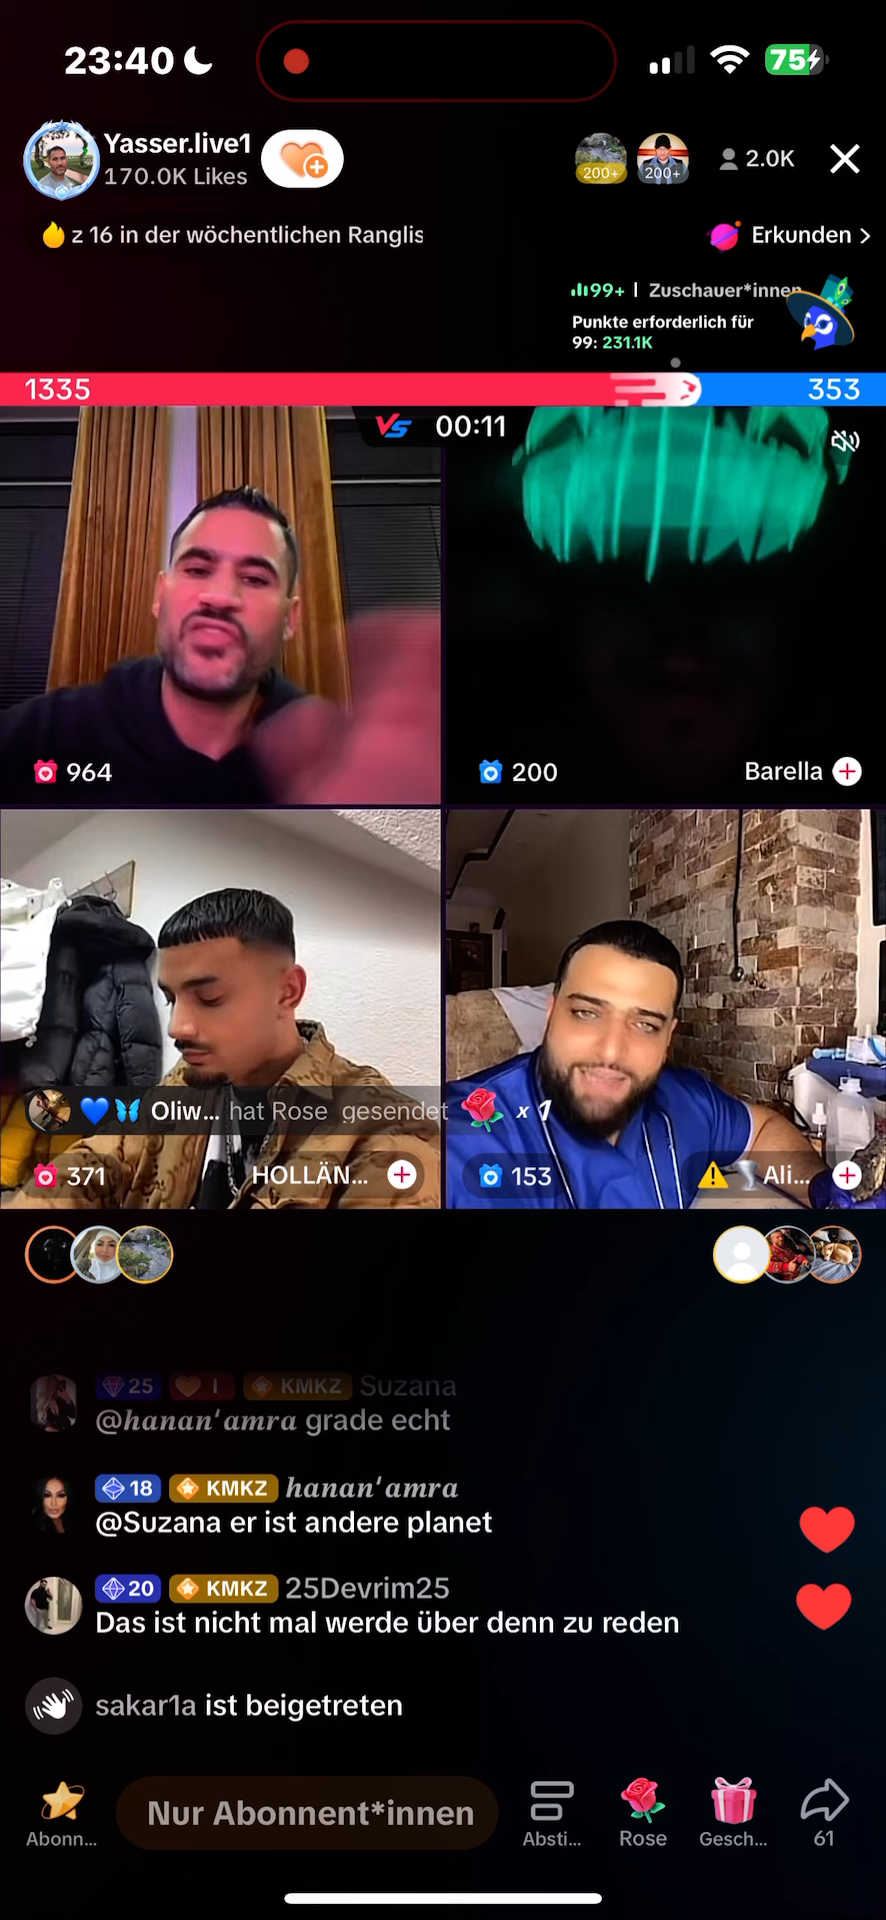 23:40
75
Yasser.live1
170.0K Likes
200+
200+
2.0K
z 16 in der wöchentlichen Ranglis
Erkunden >
99+ | Zuschauer*innen
Punkte erforderlich für
99: 231.1K
1335
353
VS 00:11
964
200
Barella
Oliw... hat Rose gesendet
x 1
371
HOLLÄN...
153
Ali...
25 I KMKZ Suzana
@hanan'amra grade echt
18 KMKZ hanan'amra
@Suzana er ist andere planet
20 KMKZ 25Devrim25
Das ist nicht mal werde über denn zu reden
sakar1a ist beigetreten
Abonn...
Nur Abonnent*innen
Absti...
Rose
Gesch...
61